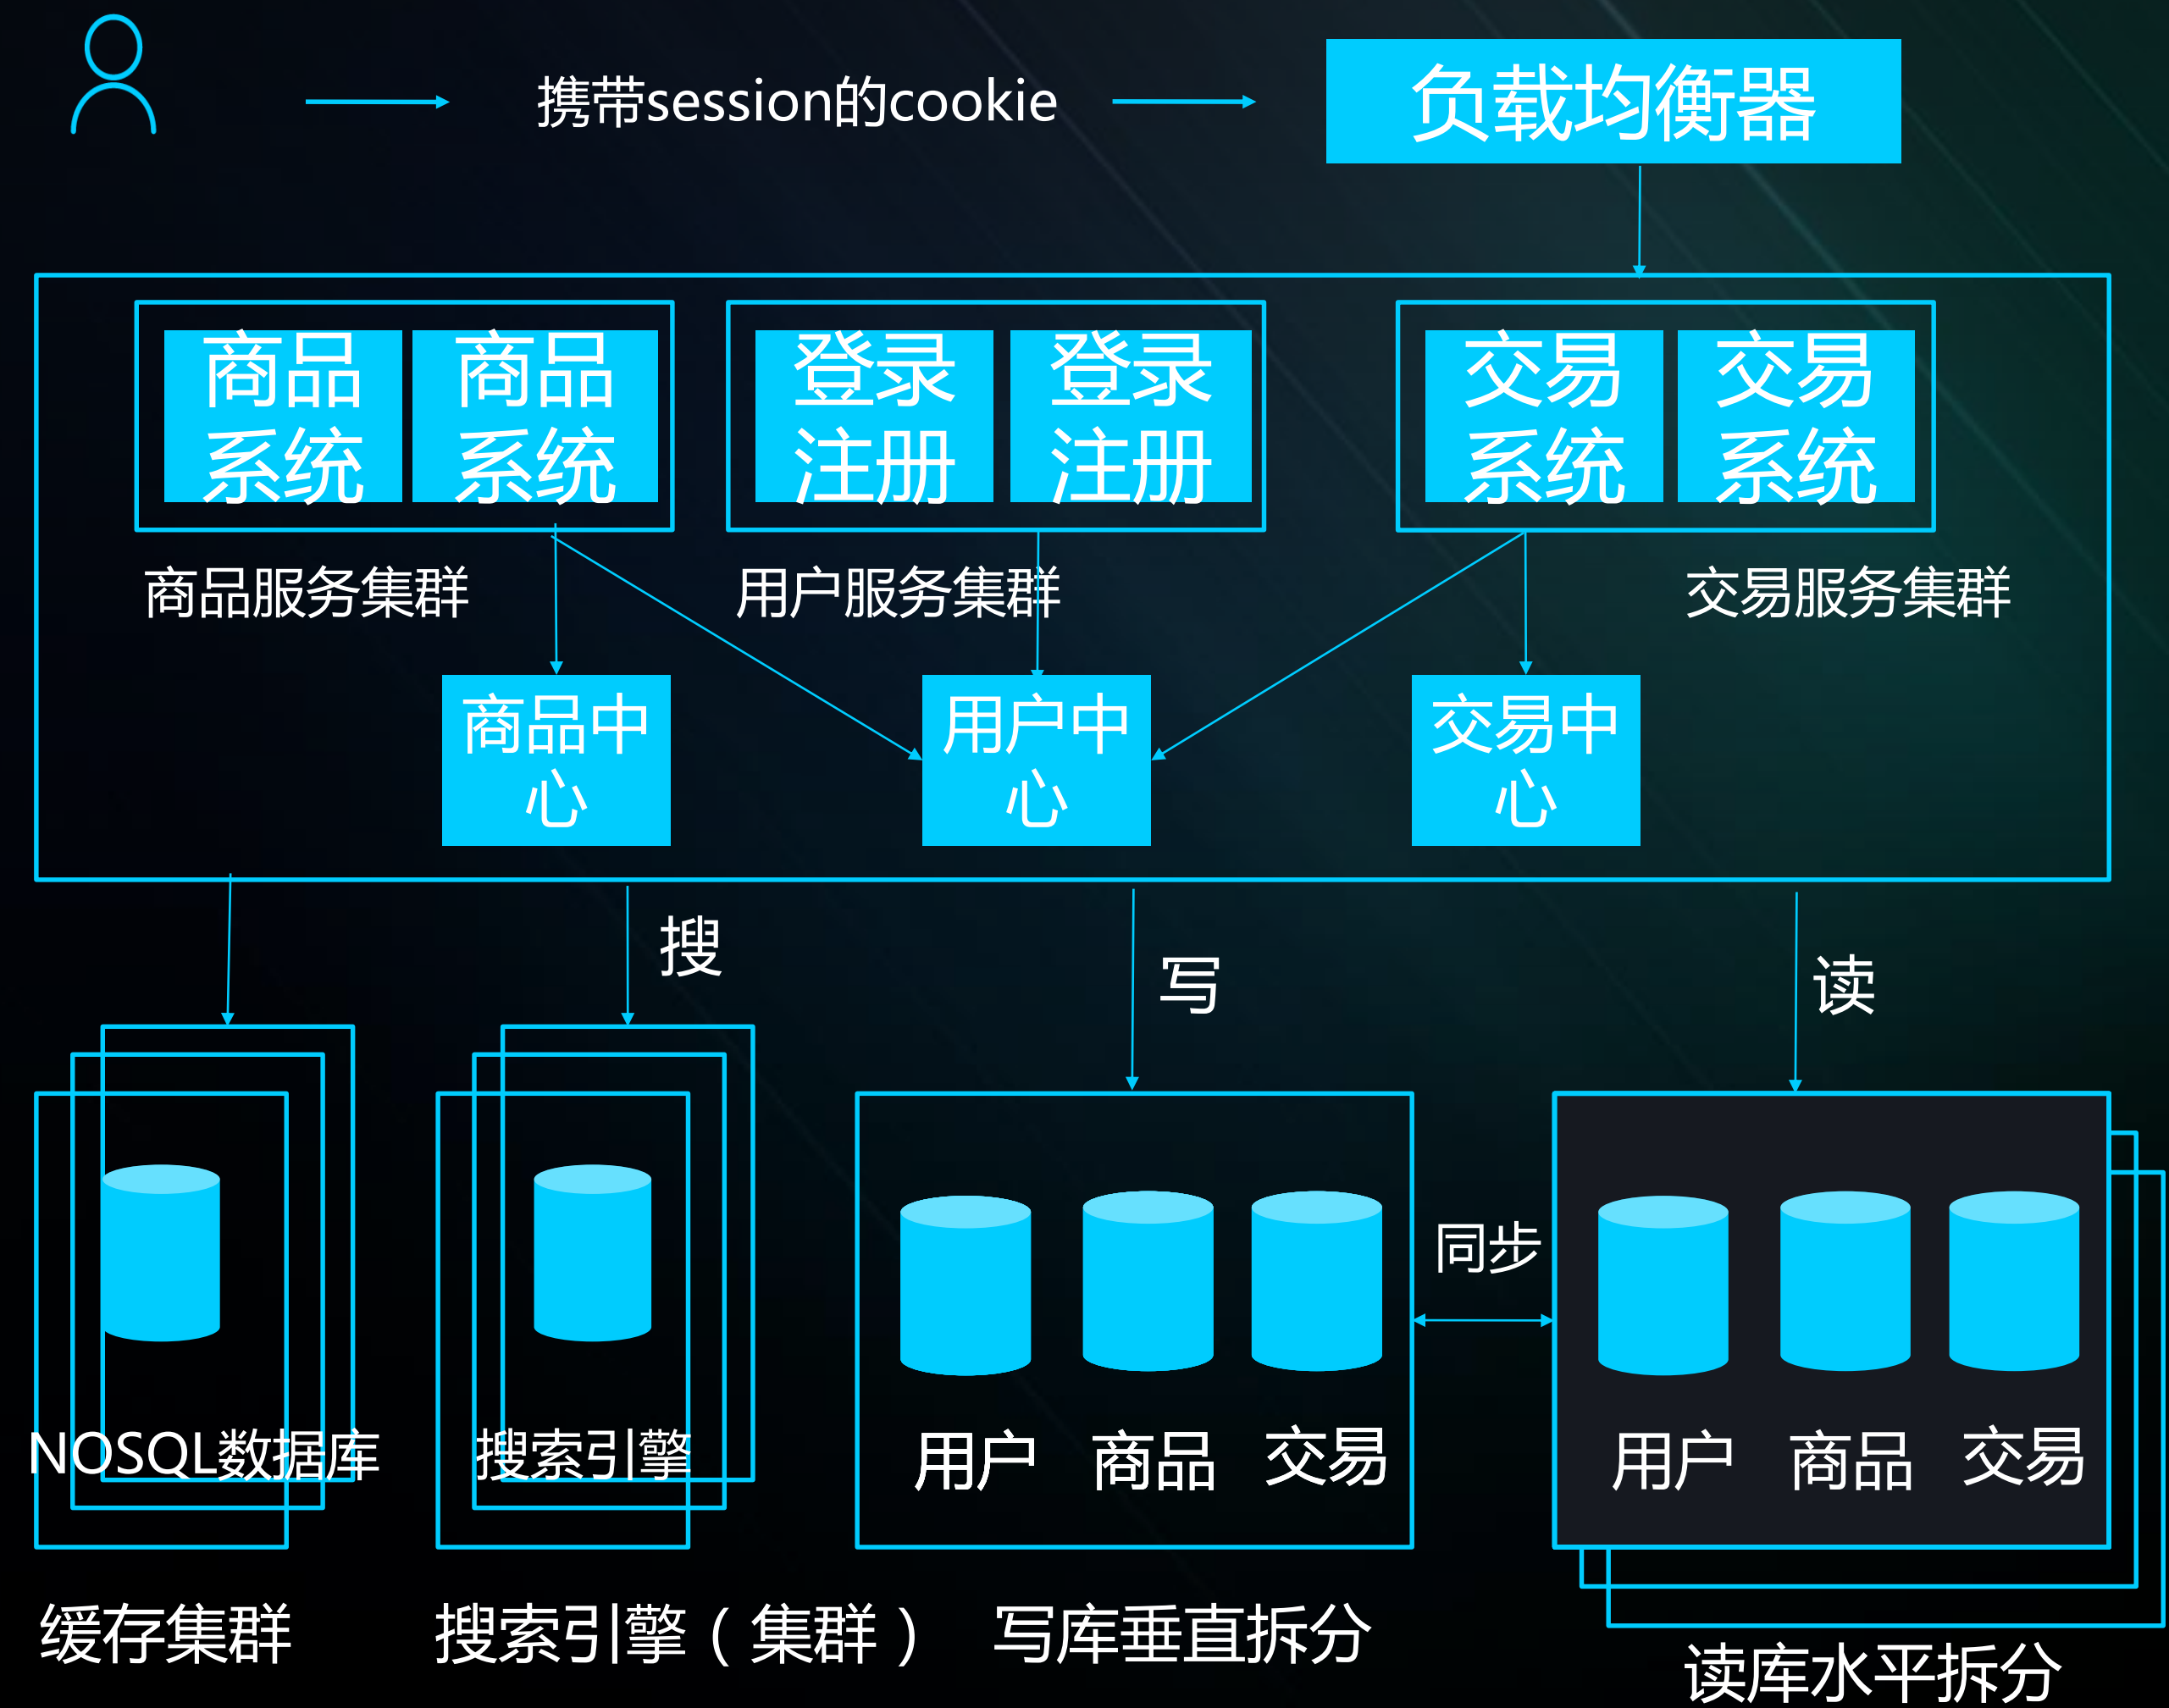 携带session的cookie
负载均衡器
商品
系统
商品
系统
登录
注册
登录
注册
交易
系统
交易
系统
商品服务集群
用户服务集群
交易服务集群
商品中
心
用户中
心
交易中
心
搜
写
读
同步
NOSQL数据库
搜索引擎
用户
商品
交易
用户
商品
交易
缓存集群
搜索引擎（集群）
写库垂直拆分
读库水平拆分